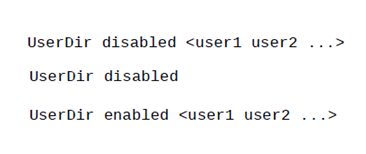 UserDir disabled <user1 user2 ...>
UserDir disabled
UserDir enabled <user1 user2 ...>